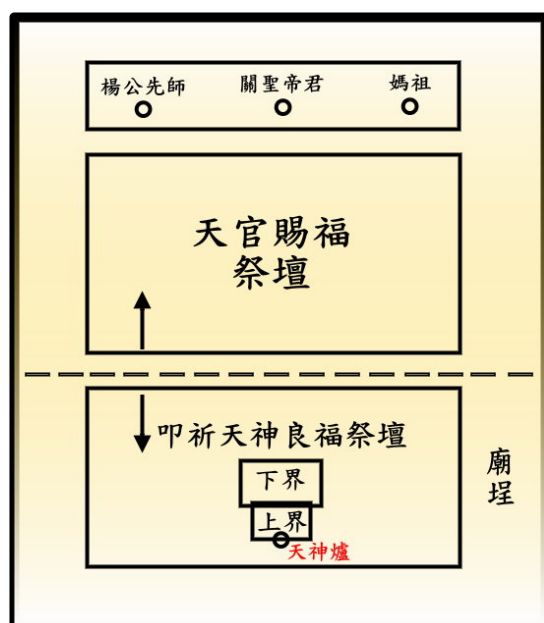 楊公先師 關聖帝君 媽祖
天官賜福
祭壇
叩祈天神良福祭壇
廟埕
下界
上界
天神爐